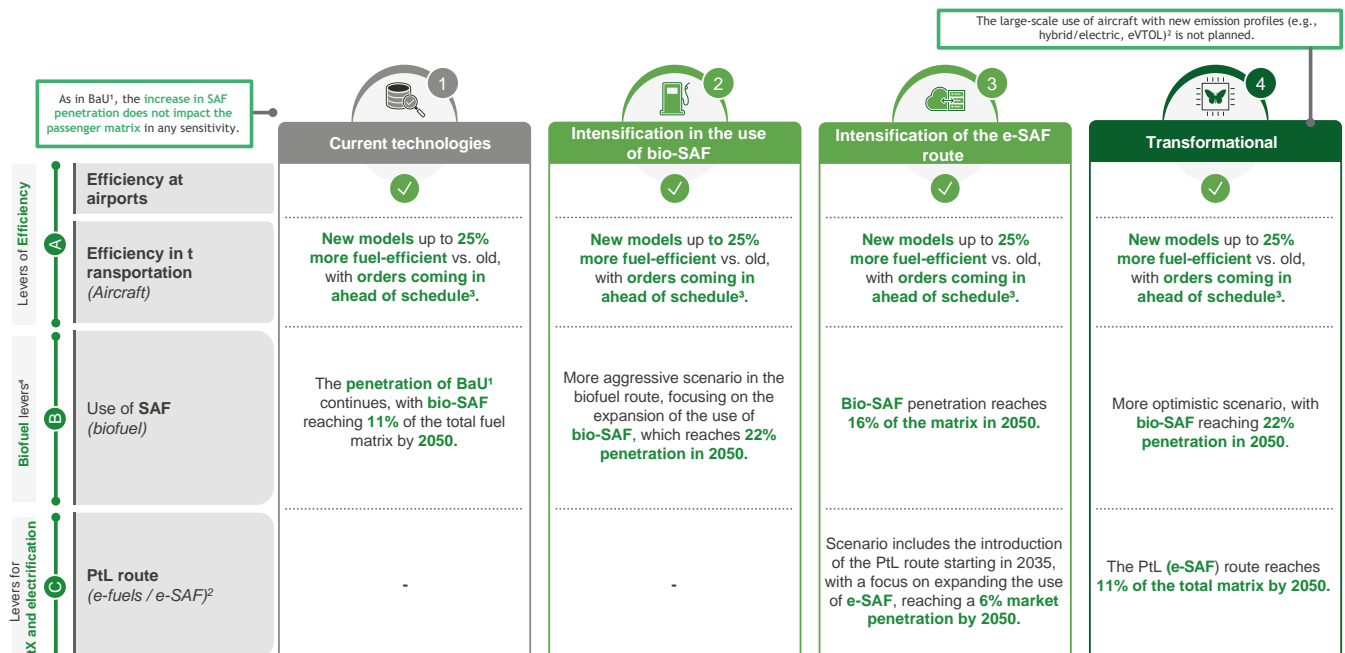 The large-scale use of aircraft with new emission profiles (e.g.,
hybrid/electric, eVTOL)² is not planned.
As in BaU¹, the increase in SAF
penetration does not impact the
passenger matrix in any sensitivity.
1
Current technologies
2
Intensification in the use
of bio-SAF
3
Intensification of the e-SAF
route
4
Transformational
Levers of Efficiency
A
Efficiency at
airports
Efficiency in t
ransportation
(Aircraft)
New models up to 25%
more fuel-efficient vs. old,
with orders coming in
ahead of schedule³.
New models up to 25%
more fuel-efficient vs. old,
with orders coming in
ahead of schedule³.
New models up to 25%
more fuel-efficient vs. old,
with orders coming in
ahead of schedule³.
New models up to 25%
more fuel-efficient vs. old,
with orders coming in
ahead of schedule³.
Biofuel levers⁴
B
Use of SAF
(biofuel)
The penetration of BaU¹
continues, with bio-SAF
reaching 11% of the total fuel
matrix by 2050.
More aggressive scenario in the
biofuel route, focusing on the
expansion of the use of
bio-SAF, which reaches 22%
penetration in 2050.
Bio-SAF penetration reaches
16% of the matrix in 2050.
More optimistic scenario, with
bio-SAF reaching 22%
penetration in 2050.
Levers for
tX and electrification
C
PtL route
(e-fuels / e-SAF)²
-
-
Scenario includes the introduction
of the PtL route starting in 2035,
with a focus on expanding the use
of e-SAF, reaching a 6% market
penetration by 2050.
The PtL (e-SAF) route reaches
11% of the total matrix by 2050.